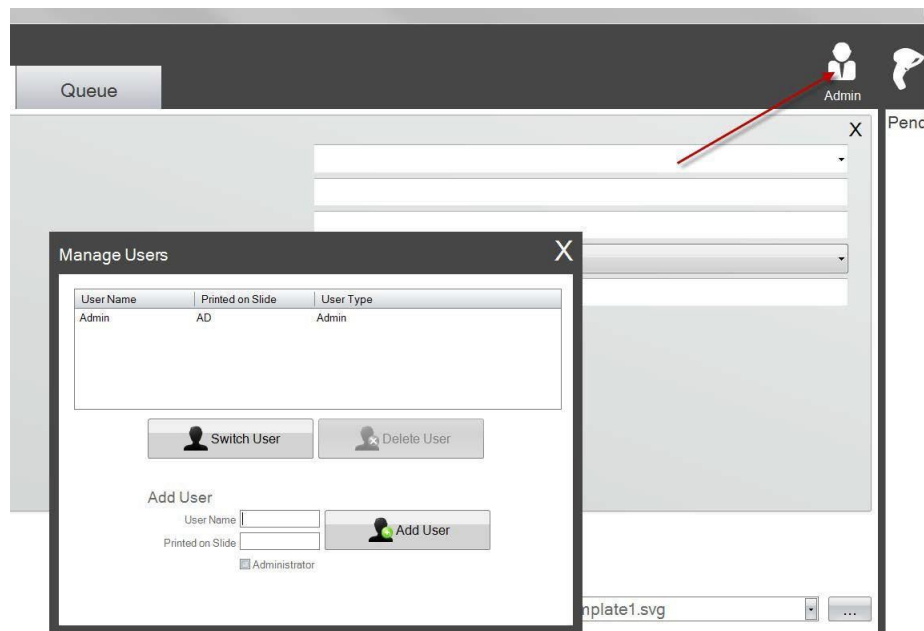 Queue
Admin
X
Pend
Manage Users
X
User Name Printed on Slide User Type
Admin AD Admin
Switch User Delete User
Add User
User Name
Add User
Printed on Slide
Administrator
mplate1.svg
...